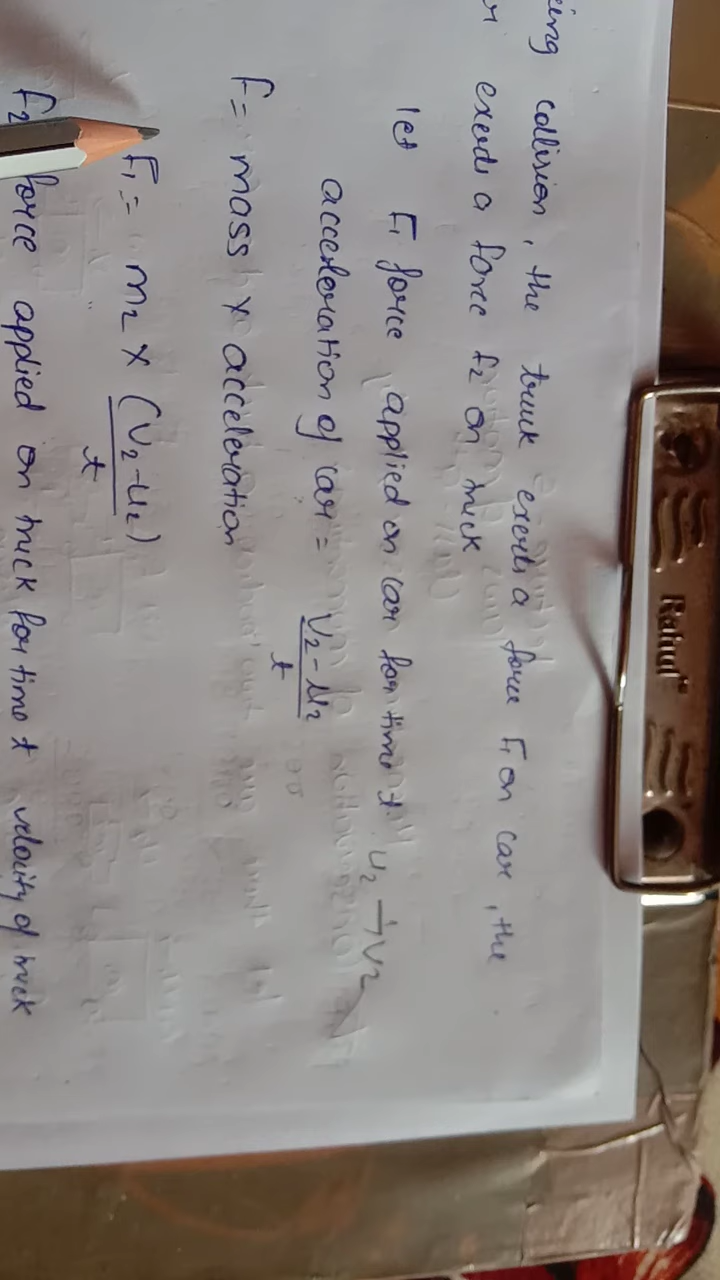 collision, the truck exerts a force F1 on car, the
exerts a force F2 on truck
let F1 force applied on car for time t. u2 → v2
acceleration of car = v2 - u2 / t
F = mass × acceleration
F1 = m2 × (v2 - u2) / t
F2 force applied on truck for time t velocity of truck
Rahul